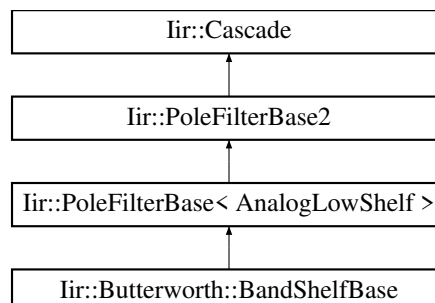 Iir::Cascade
Iir::PoleFilterBase2
Iir::PoleFilterBase< AnalogLowShelf >
Iir::Butterworth::BandShelfBase